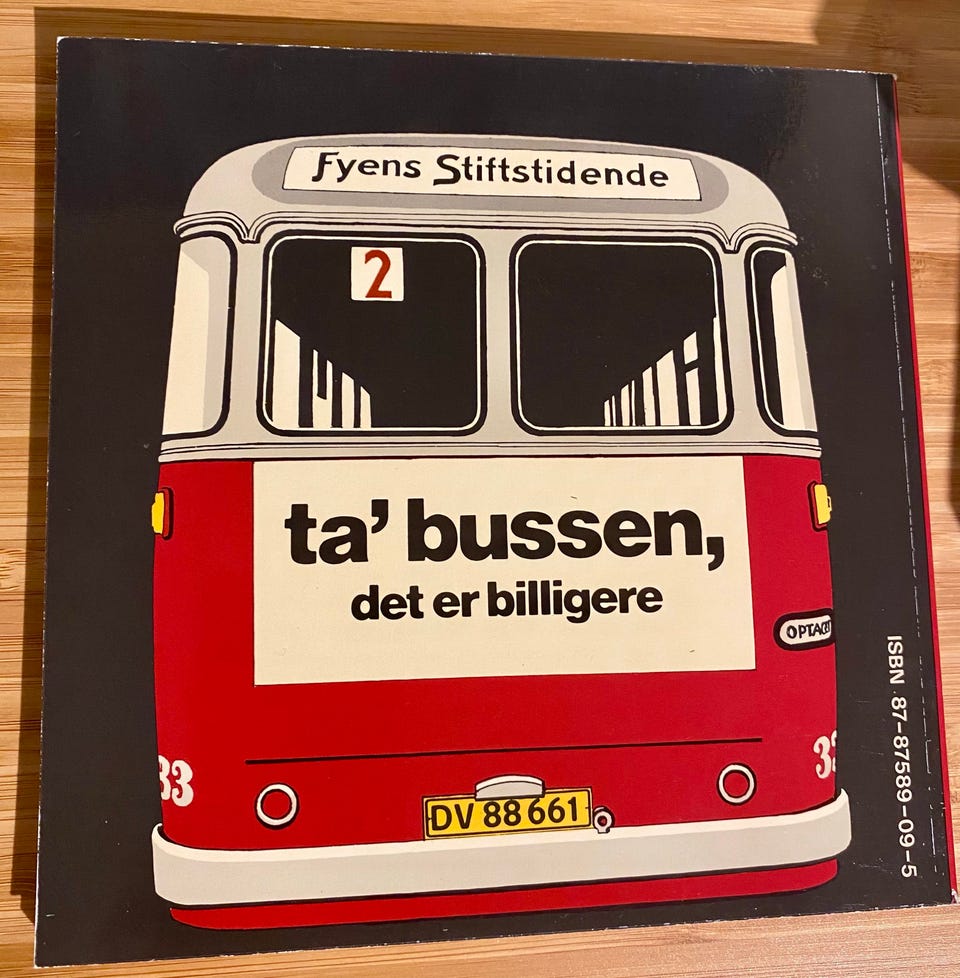 Fyens Stiftstidende
2
ta' bussen,
det er billigere
OPTAGET
33
33
DV 88 661
ISBN 87-87589-09-5